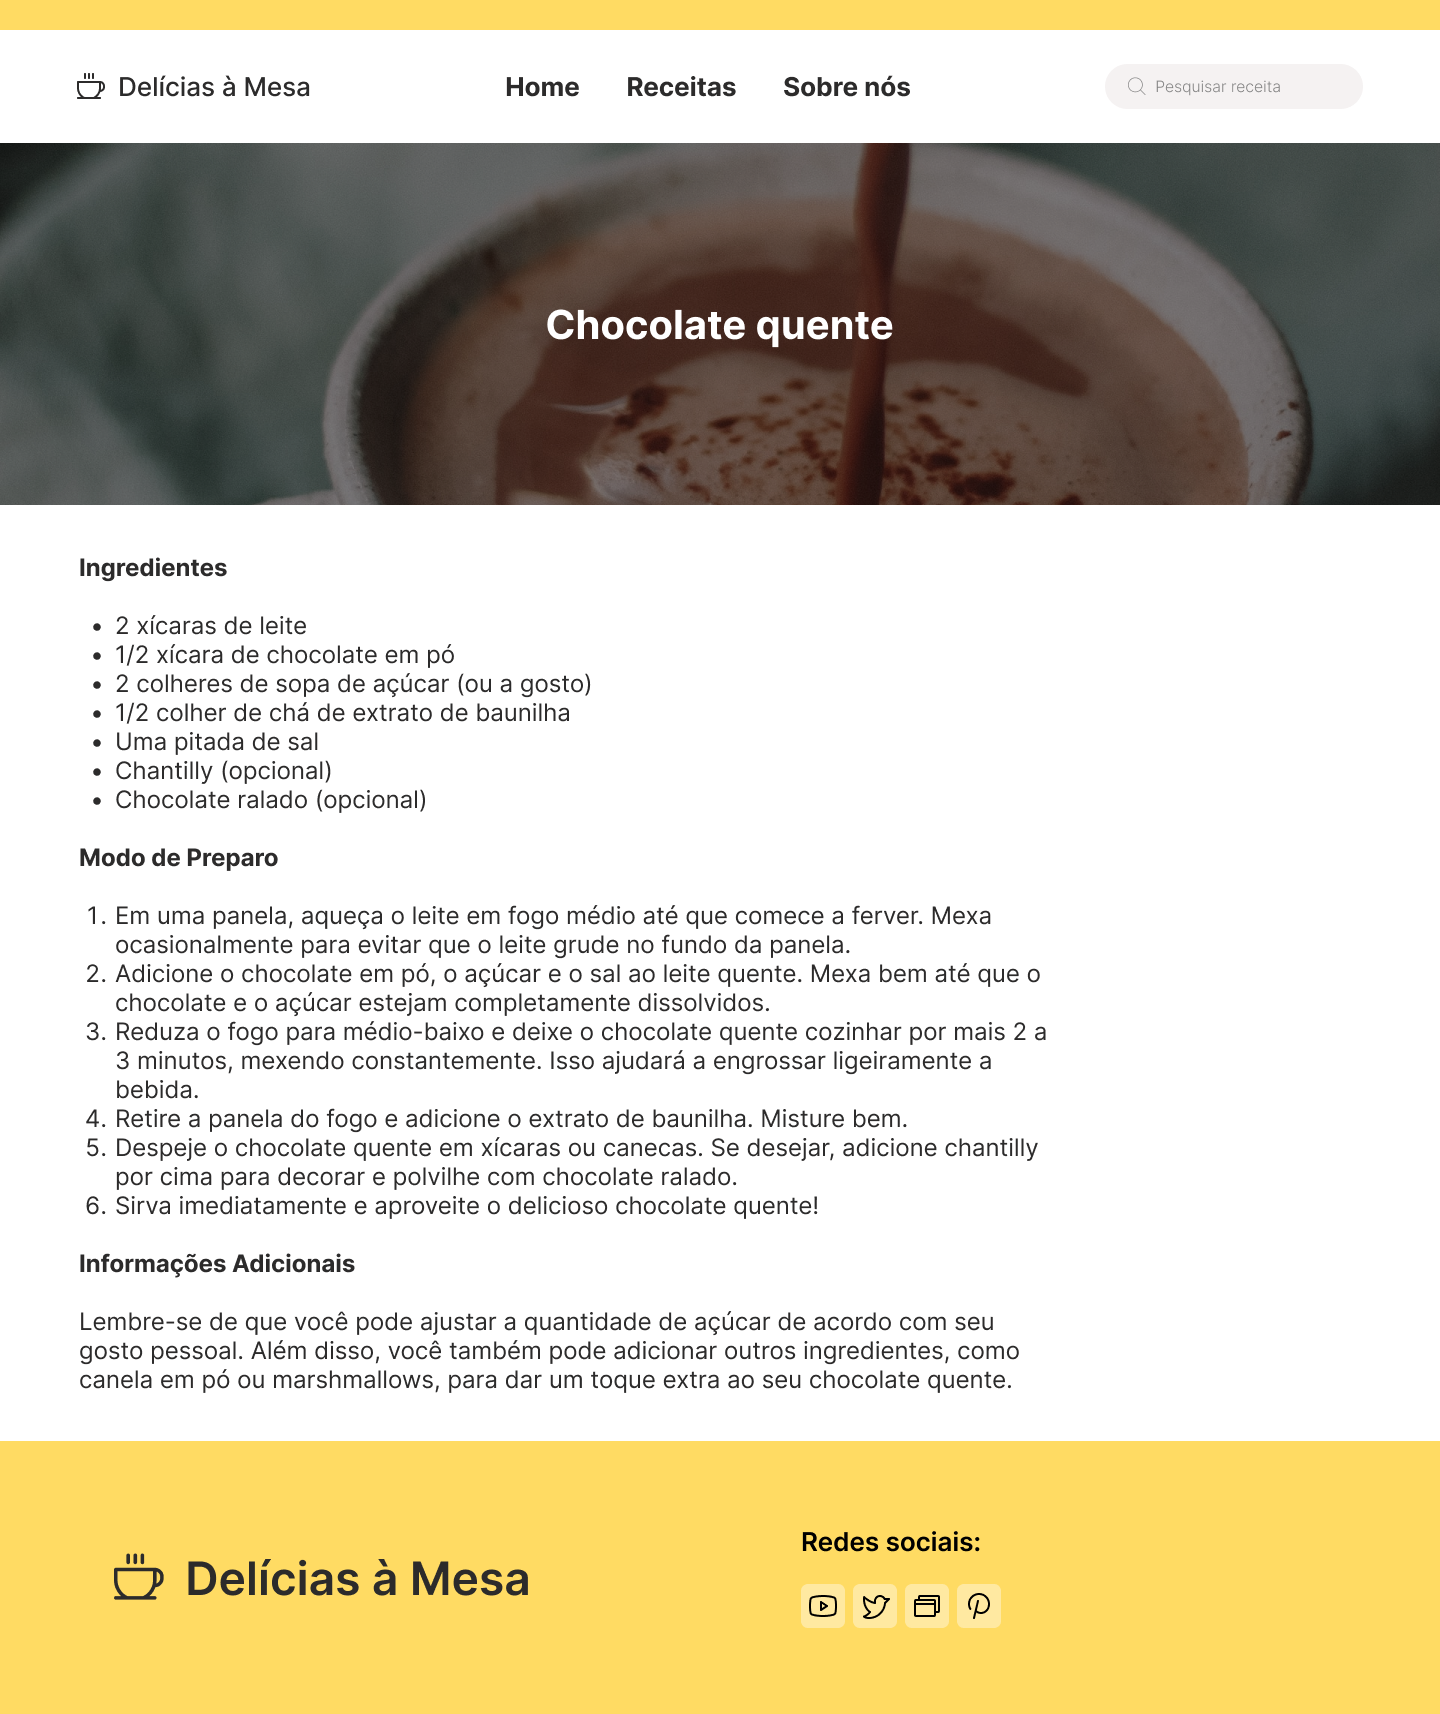 Delícias à Mesa
Home Receitas Sobre nós
Pesquisar receita
Chocolate quente
Ingredientes
• 2 xícaras de leite
• 1/2 xícara de chocolate em pó
• 2 colheres de sopa de açúcar (ou a gosto)
• 1/2 colher de chá de extrato de baunilha
• Uma pitada de sal
• Chantilly (opcional)
• Chocolate ralado (opcional)
Modo de Preparo
1. Em uma panela, aqueça o leite em fogo médio até que comece a ferver. Mexa
ocasionalmente para evitar que o leite grude no fundo da panela.
2. Adicione o chocolate em pó, o açúcar e o sal ao leite quente. Mexa bem até que o
chocolate e o açúcar estejam completamente dissolvidos.
3. Reduza o fogo para médio-baixo e deixe o chocolate quente cozinhar por mais 2 a
3 minutos, mexendo constantemente. Isso ajudará a engrossar ligeiramente a
bebida.
4. Retire a panela do fogo e adicione o extrato de baunilha. Misture bem.
5. Despeje o chocolate quente em xícaras ou canecas. Se desejar, adicione chantilly
por cima para decorar e polvilhe com chocolate ralado.
6. Sirva imediatamente e aproveite o delicioso chocolate quente!
Informações Adicionais
Lembre-se de que você pode ajustar a quantidade de açúcar de acordo com seu
gosto pessoal. Além disso, você também pode adicionar outros ingredientes, como
canela em pó ou marshmallows, para dar um toque extra ao seu chocolate quente.
Delícias à Mesa
Redes sociais: